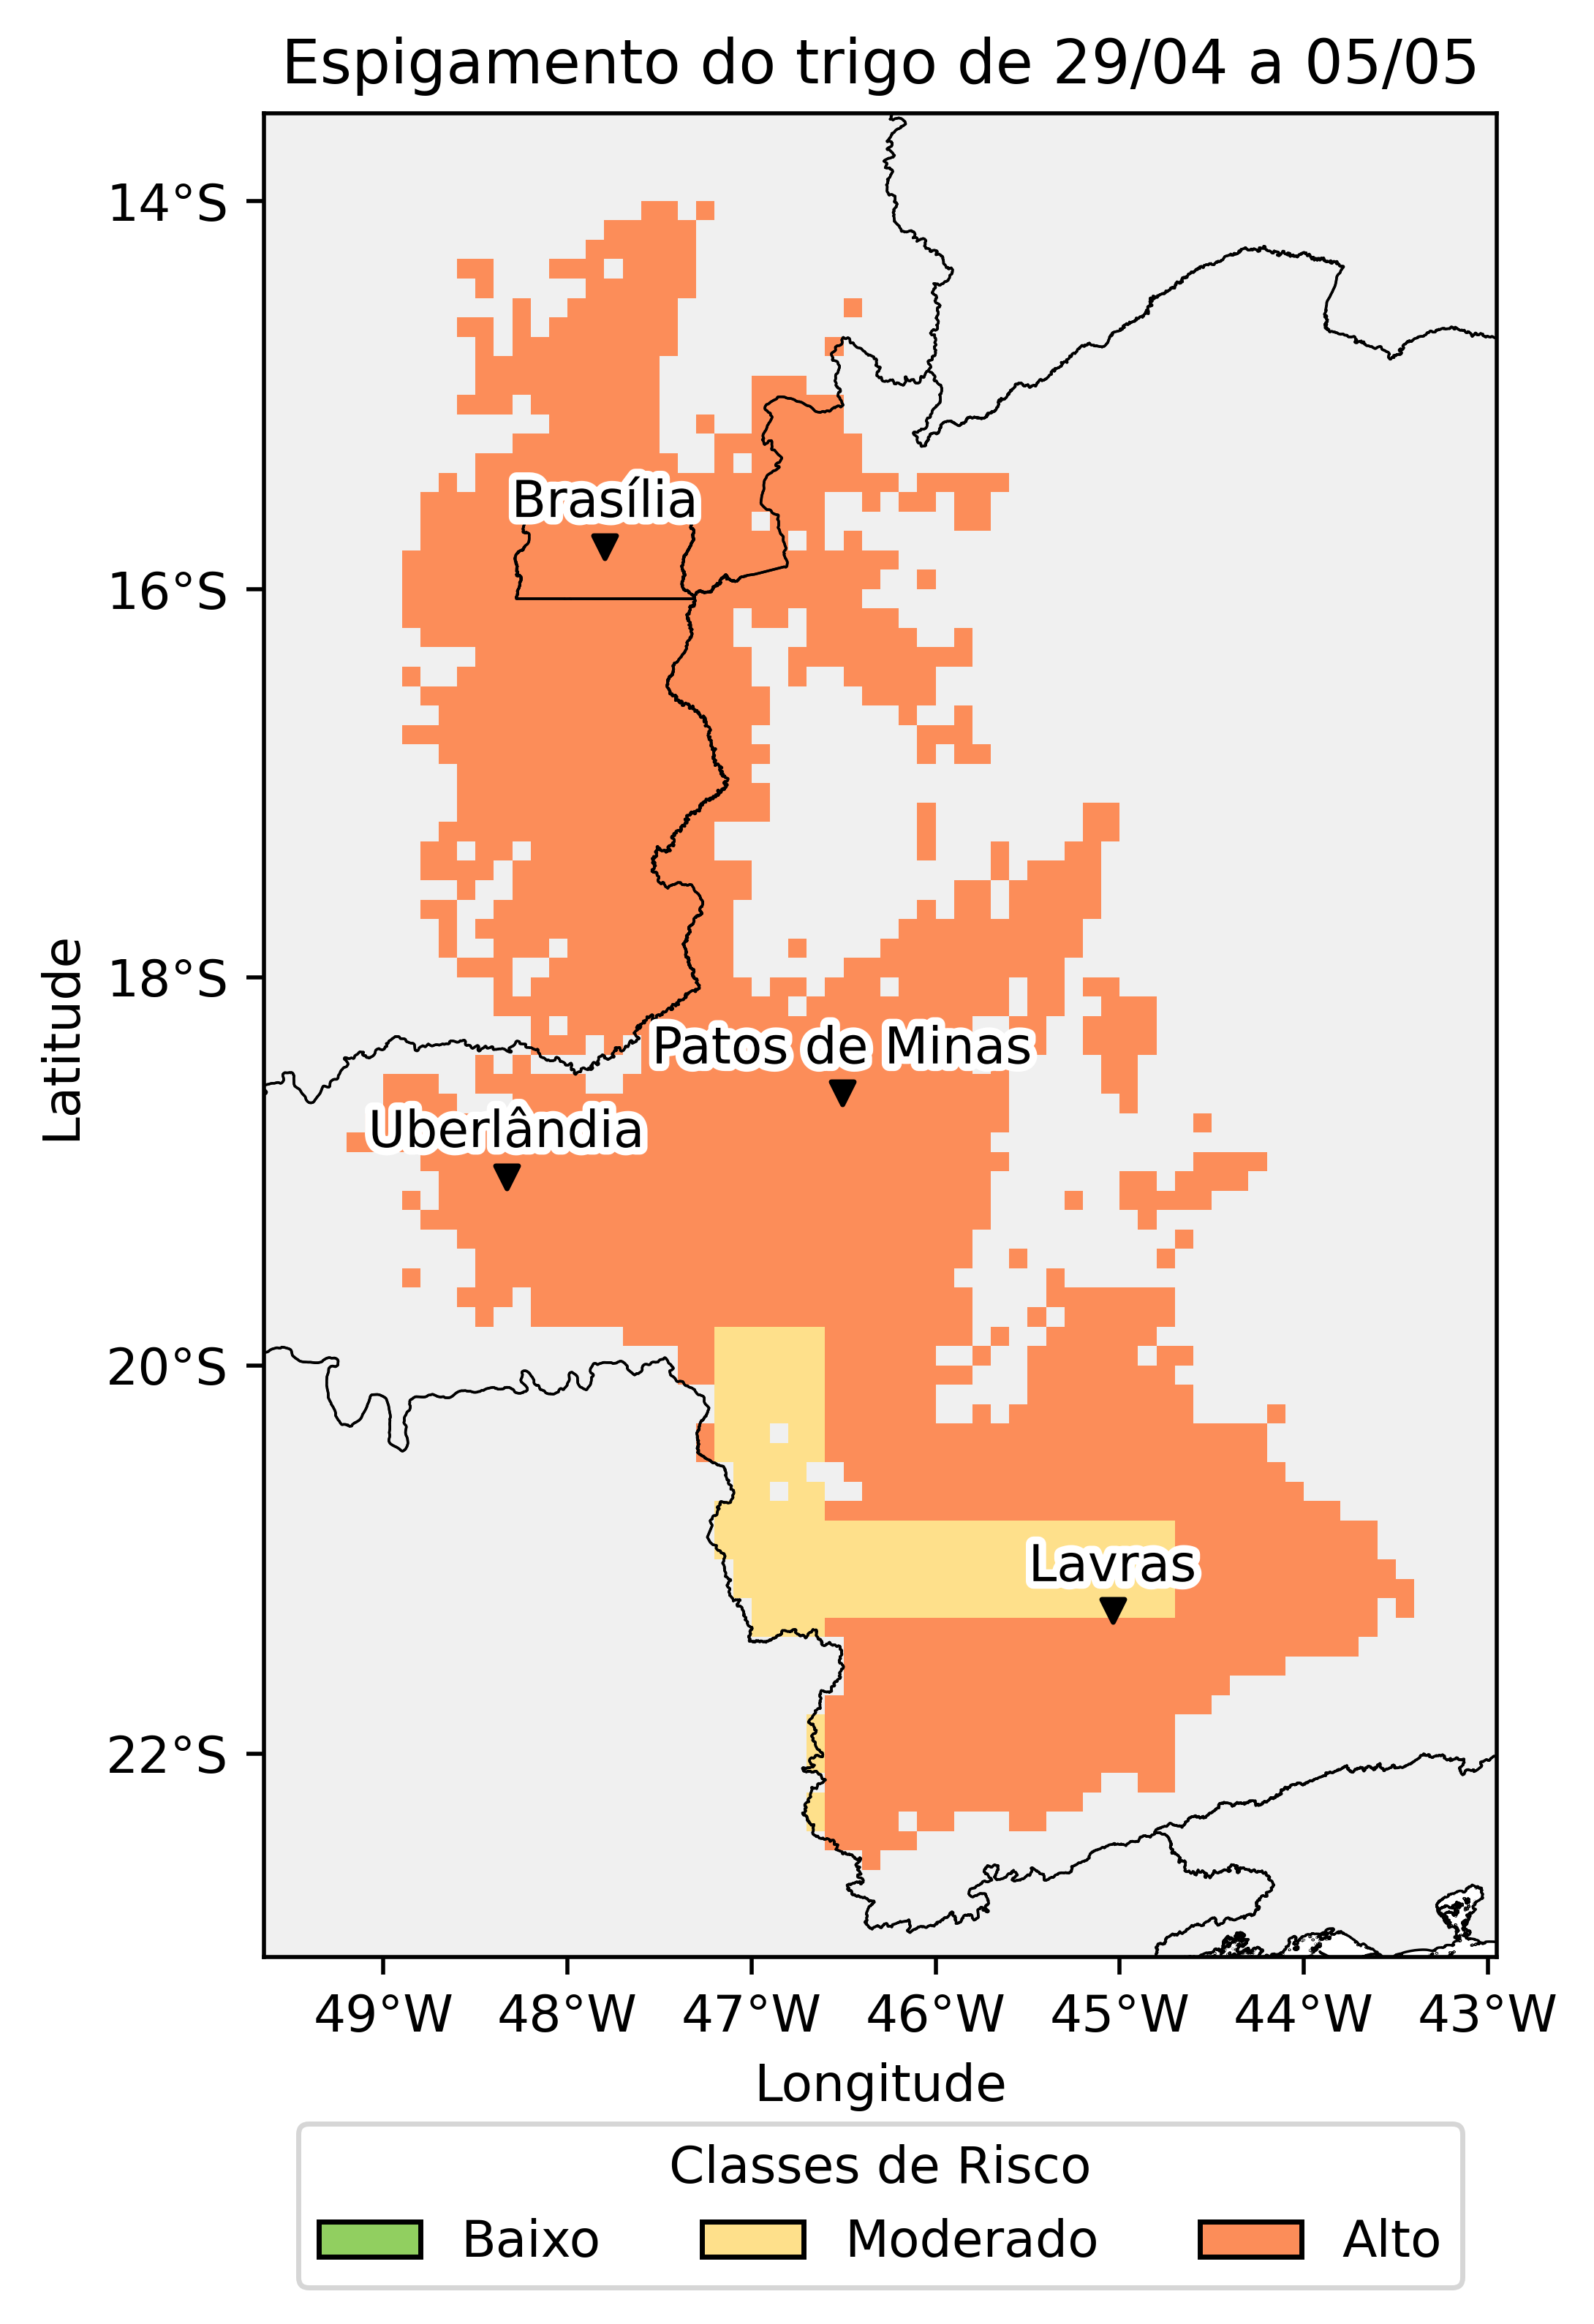 Espigamento do trigo de 29/04 a 05/05
14°S
16°S
18°S
20°S
22°S
Latitude
Brasília
Patos de Minas
Uberlândia
Lavras
49°W 48°W 47°W 46°W 45°W 44°W 43°W
Longitude
Classes de Risco
Baixo Moderado Alto